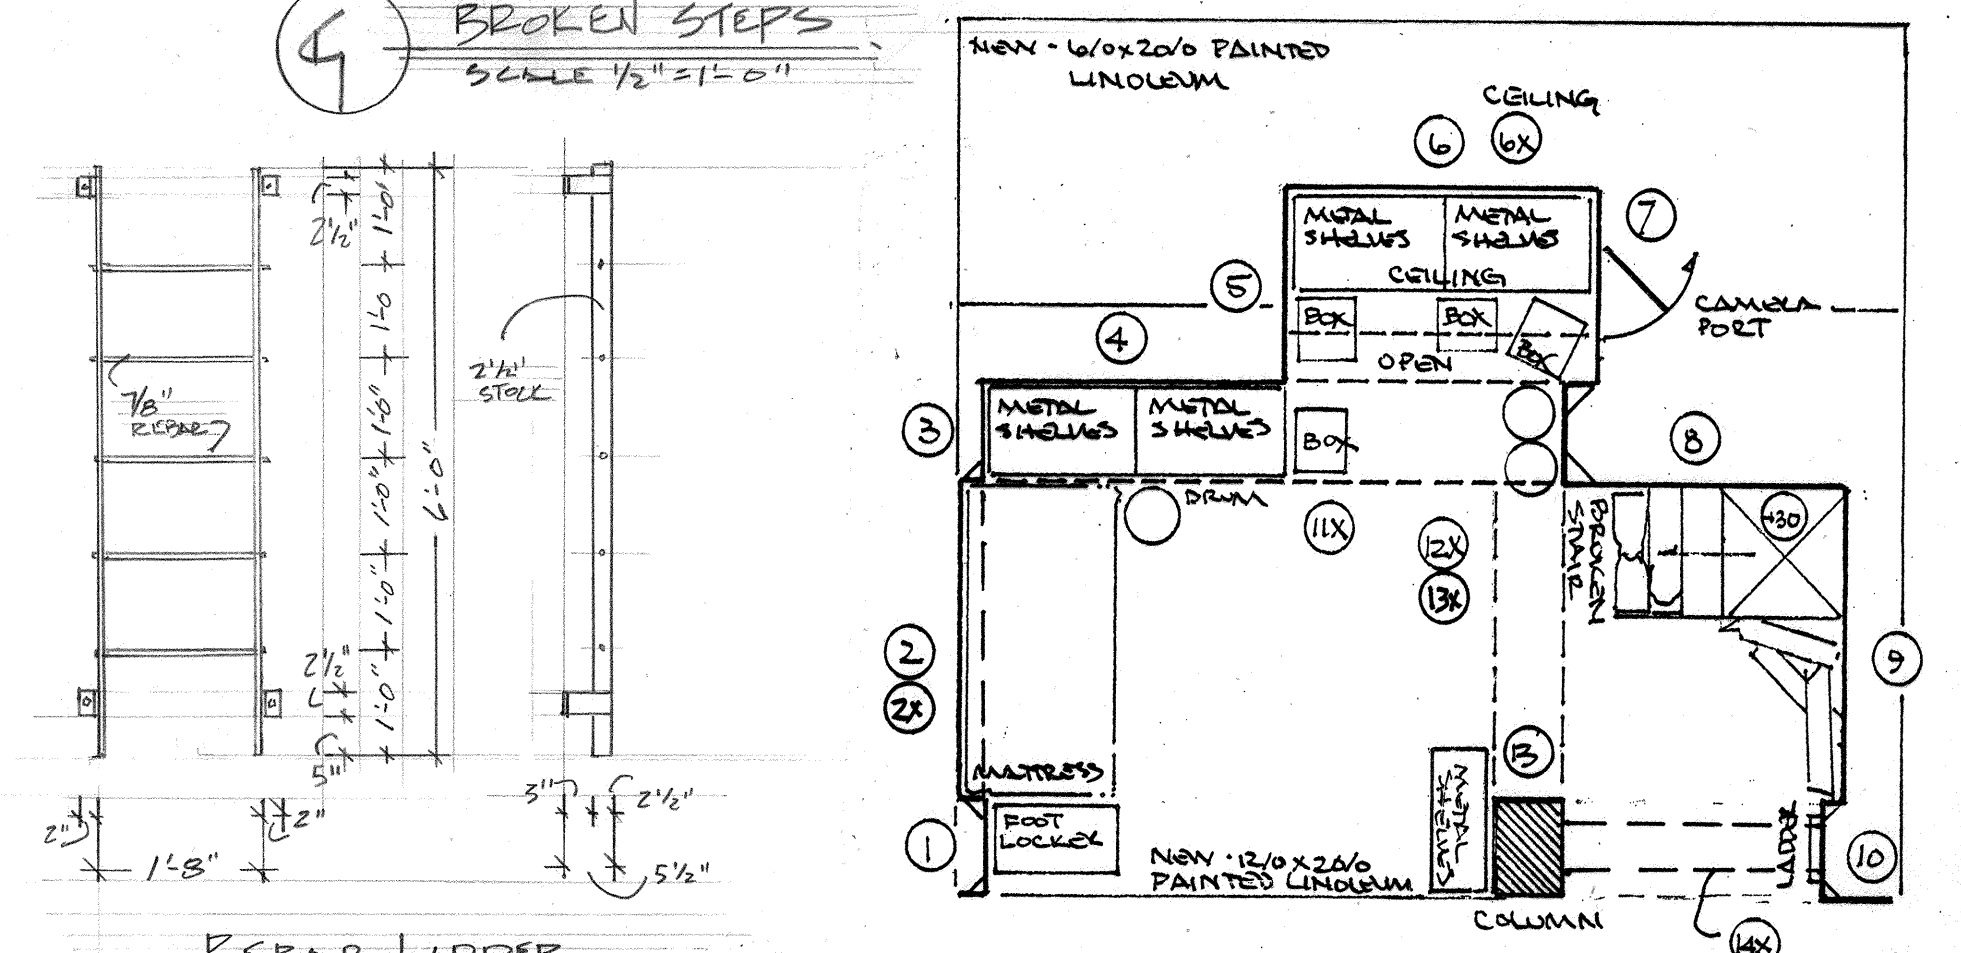 4
BROKEN STEPS
SCALE 1/2" = 1'-0"
2 1/2"
1'-0"
1'-0"
1'-0"
1'-0"
1'-0"
1'-0"
6'-0"
7/8"
REBAR
2 1/2"
STOCK
2 1/2"
5"
2"
2"
1'-8"
3"
2 1/2"
5 1/2"
REBAR LADDER
NEW - 6/0 x 20/0 PAINTED
LINOLEUM
CEILING
6
6X
METAL
SHELVES
METAL
SHELVES
7
CEILING
5
BOX
BOX
BOX
CAMERA
PORT
4
OPEN
3
METAL
SHELVES
METAL
SHELVES
BOX
8
DRUM
11X
12X
13X
BROKEN
STAIR
+30
2
2X
9
MATTRESS
13
METAL
SHELVES
1
FOOT
LOCKER
LADDER
10
NEW - 12/0 x 20/0
PAINTED LINOLEUM
COLUMN
14X